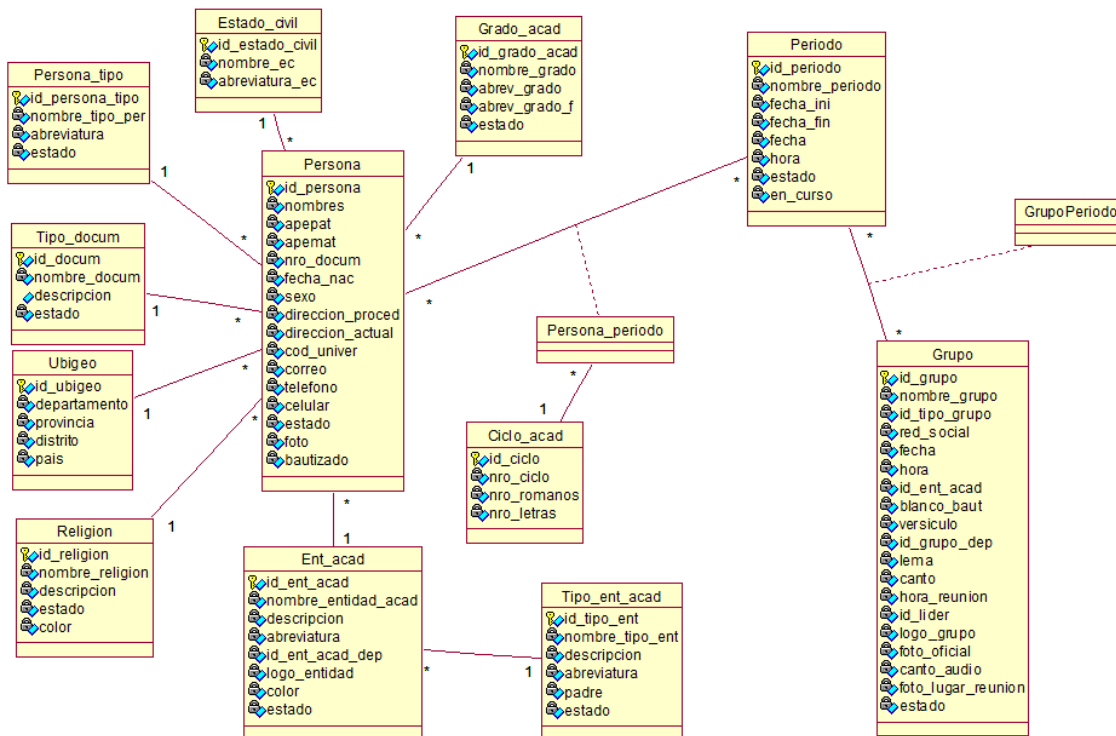 Estado_civil
id_estado_civil
nombre_ec
abreviatura_ec
1
*
Grado_acad
id_grado_acad
nombre_grado
abrev_grado
abrev_grado_f
estado
1
*
Periodo
id_periodo
nombre_periodo
fecha_ini
fecha_fin
fecha
hora
estado
en_curso
*
*
Persona_tipo
id_persona_tipo
nombre_tipo_per
abreviatura
estado
1
*
Persona
id_persona
nombres
apepat
apemat
nro_docum
fecha_nac
sexo
direccion_proced
direccion_actual
cod_univer
correo
telefono
celular
estado
foto
bautizado
*
*
1
GrupoPeriodo
Tipo_docum
id_docum
nombre_docum
descripcion
estado
1
*
Persona_periodo
*
1
*
Grupo
id_grupo
nombre_grupo
id_tipo_grupo
red_social
fecha
hora
id_ent_acad
blanco_baut
versiculo
id_grupo_dep
lema
canto
hora_reunion
id_lider
logo_grupo
foto_oficial
canto_audio
foto_lugar_reunion
estado
Ubigeo
id_ubigeo
departamento
provincia
distrito
pais
1
*
Ciclo_acad
id_ciclo
nro_ciclo
nro_romanos
nro_letras
Religion
id_religion
nombre_religion
descripcion
estado
color
1
*
Ent_acad
id_ent_acad
nombre_entidad_acad
descripcion
abreviatura
id_ent_acad_dep
logo_entidad
color
estado
*
1
Tipo_ent_acad
id_tipo_ent
nombre_tipo_ent
descripcion
abreviatura
padre
estado